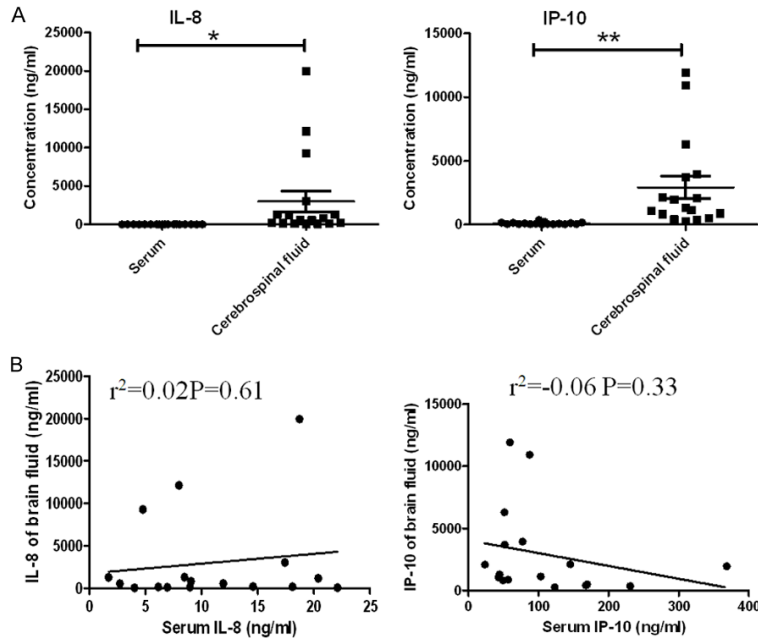 A
IL-8
*
Concentration (ng/ml)
25000
20000
15000
10000
5000
0
Serum
Cerebrospinal fluid
IP-10
**
Concentration (ng/ml)
15000
10000
5000
0
Serum
Cerebrospinal fluid
B
r²=0.02P=0.61
IL-8 of brain fluid (ng/ml)
25000
20000
15000
10000
5000
0
0 5 10 15 20 25
Serum IL-8 (ng/ml)
r²=-0.06 P=0.33
IP-10 of brain fluid (ng/ml)
15000
10000
5000
0
0 100 200 300 400
Serum IP-10 (ng/ml)